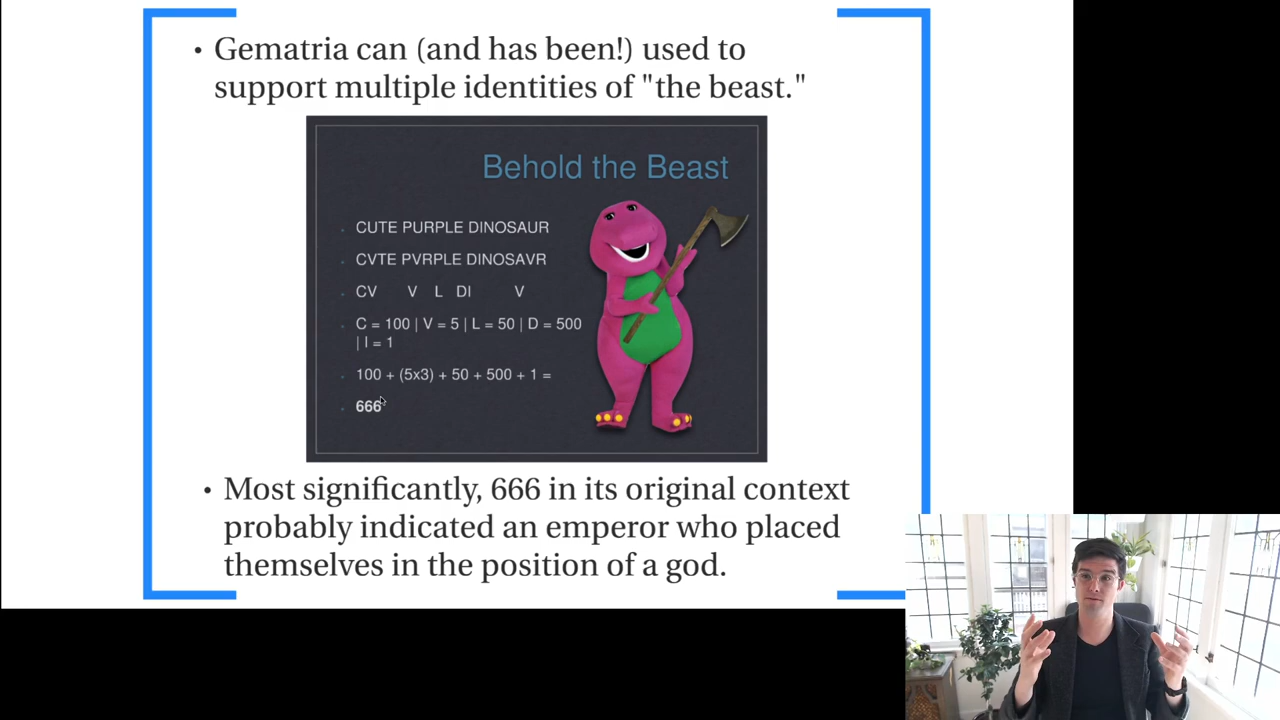 • Gematria can (and has been!) used to
support multiple identities of "the beast."
Behold the Beast
CUTE PURPLE DINOSAUR
CVTE PVRPLE DINOSAVR
CV V L DI V
C = 100 | V = 5 | L = 50 | D = 500
| I = 1
100 + (5x3) + 50 + 500 + 1 =
666
• Most significantly, 666 in its original context
probably indicated an emperor who placed
themselves in the position of a god.